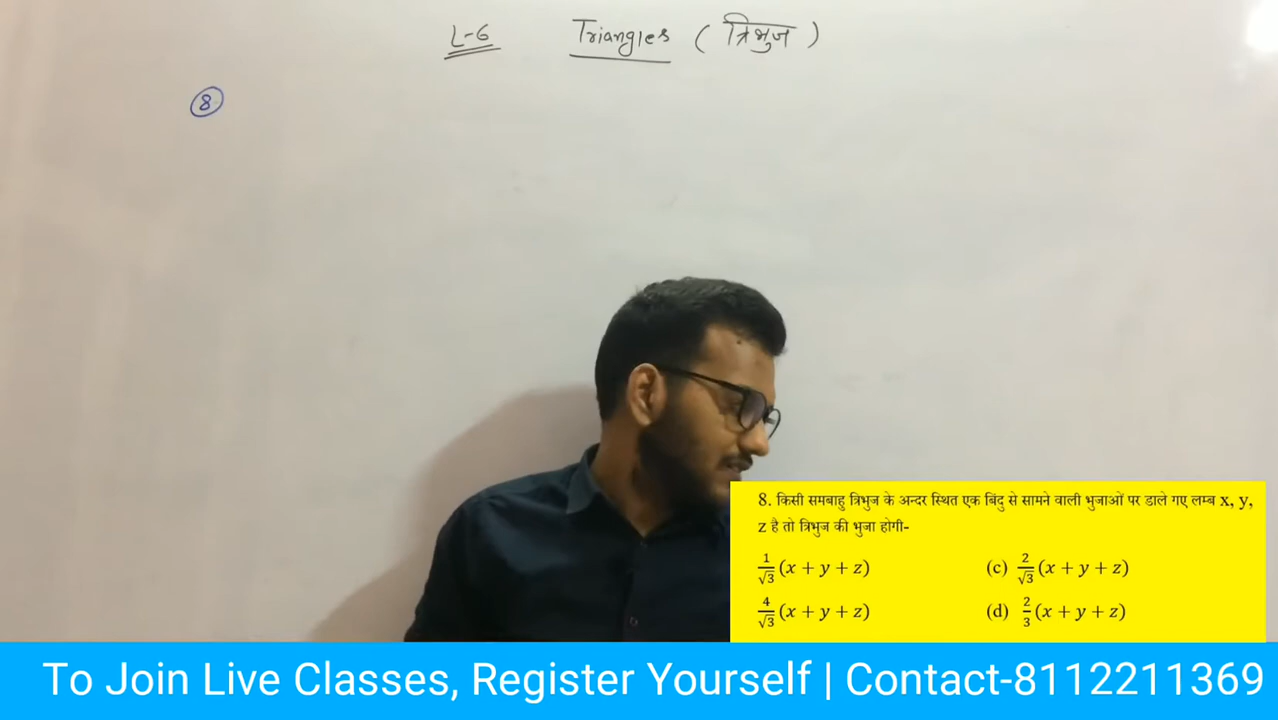 L-6 Triangles (त्रिभुज)
8
8. किसी समबाहु त्रिभुज के अन्दर स्थित एक बिंदु से सामने वाली भुजाओं पर डाले गए लम्ब x, y,
z है तो त्रिभुज की भुजा होगी-
1/√3 (x + y + z) (c) 2/√3 (x + y + z)
4/√3 (x + y + z) (d) 2/3 (x + y + z)
To Join Live Classes, Register Yourself | Contact-8112211369